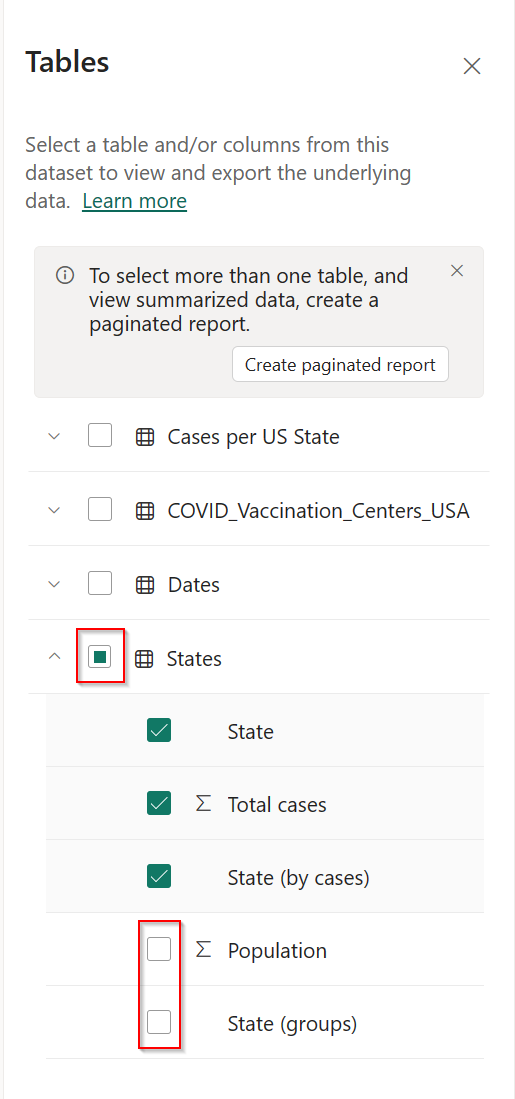 Tables
Select a table and/or columns from this
dataset to view and export the underlying
data. Learn more
To select more than one table, and
view summarized data, create a
paginated report.
Create paginated report
Cases per US State
COVID_Vaccination_Centers_USA
Dates
States
State
Σ Total cases
State (by cases)
Σ Population
State (groups)